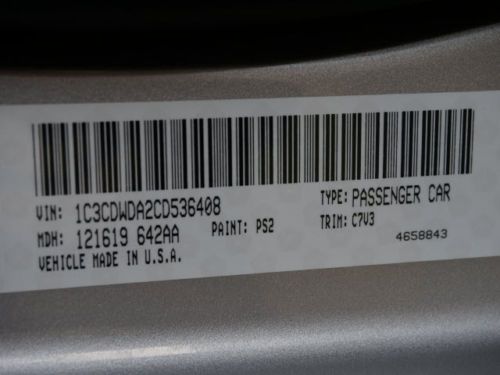 VIN: 1C3CDWDA2CD536408 TYPE: PASSENGER CAR
MDH: 121619 642AA PAINT: PS2 TRIM: C7V3
VEHICLE MADE IN U.S.A. 4658843